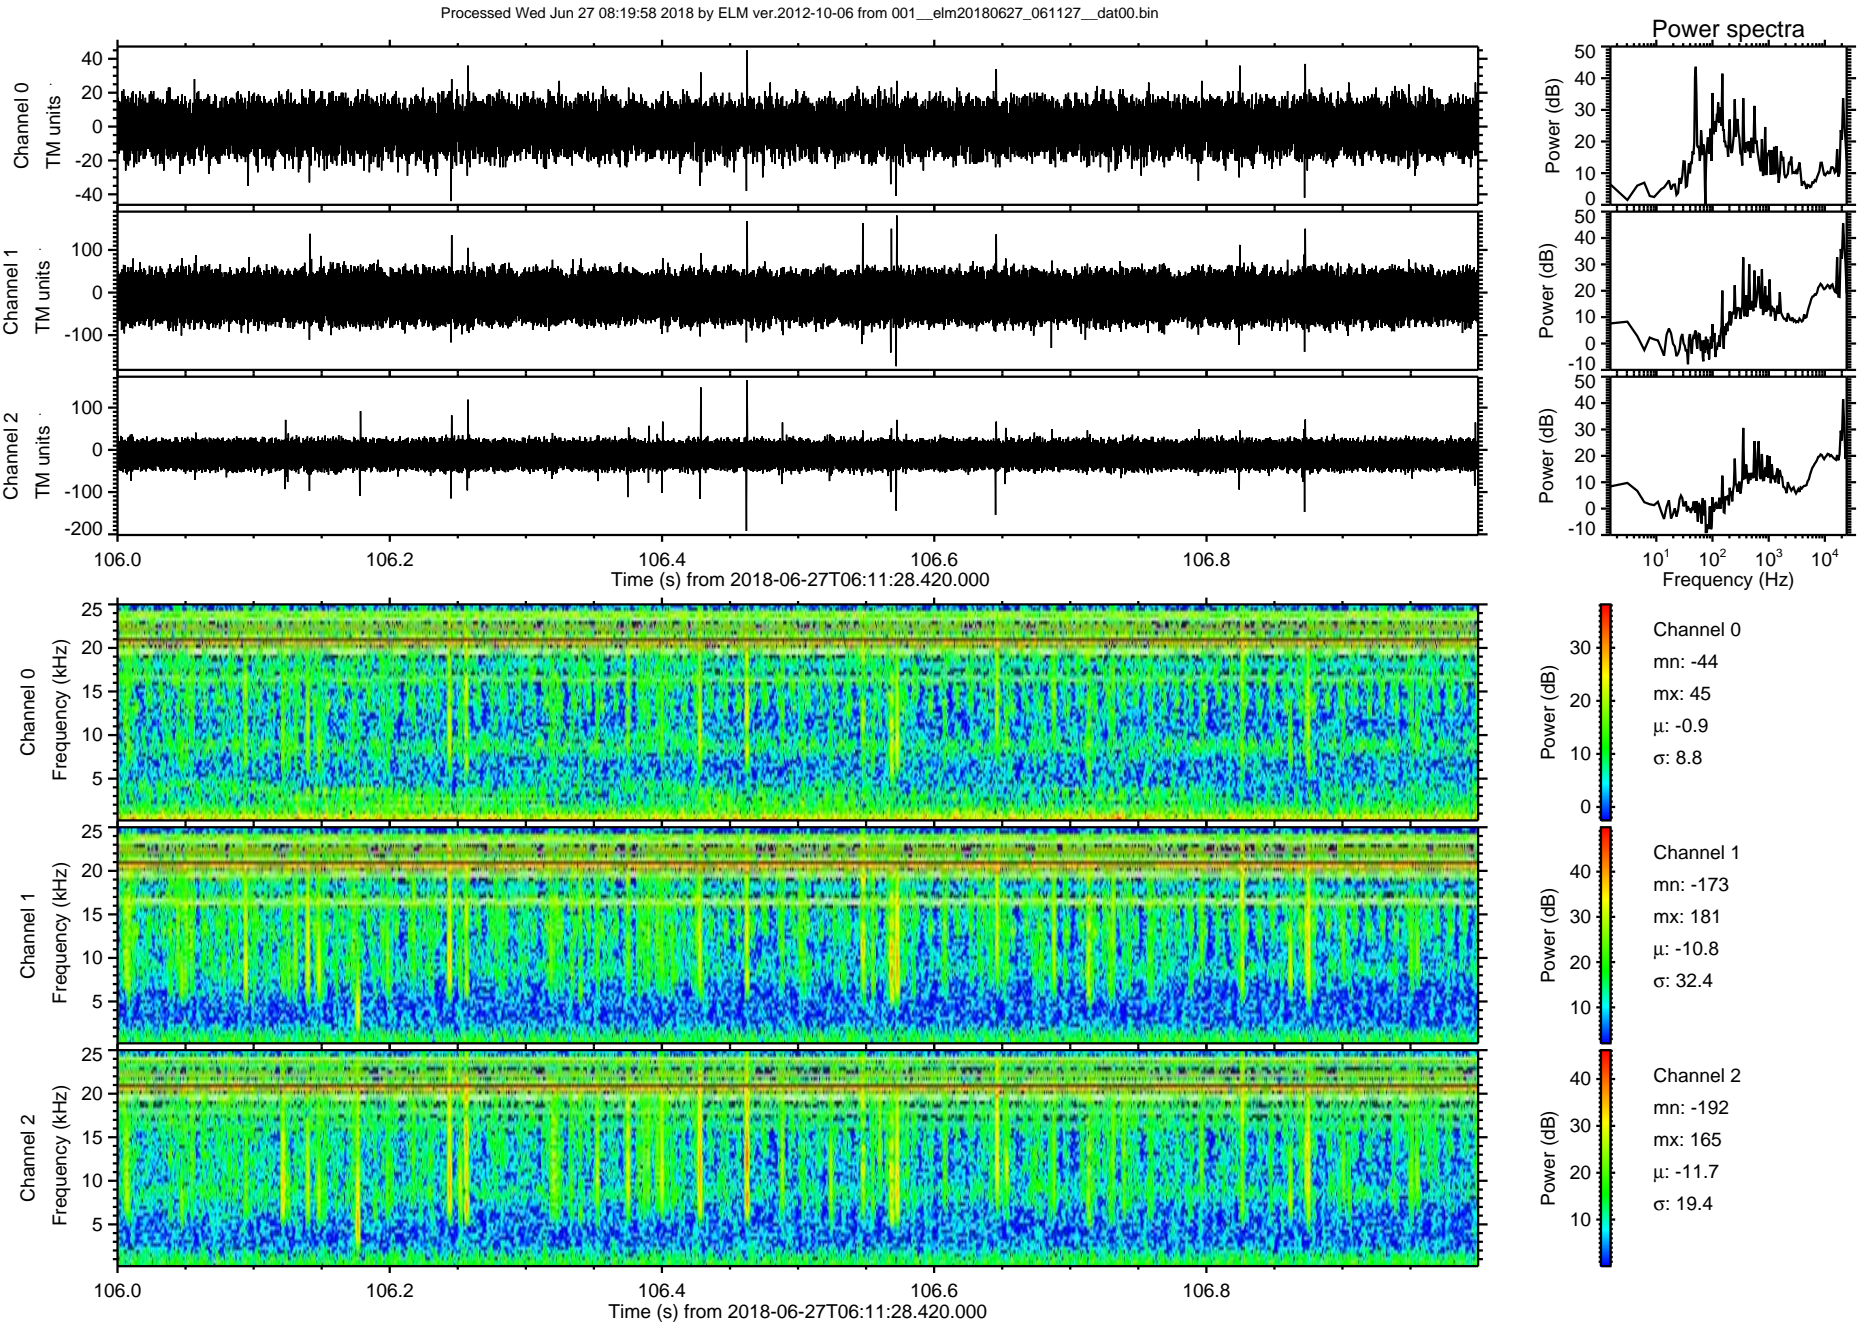 Processed Wed Jun 27 08:19:58 2018 by ELM ver.2012-10-06 from 001__elm20180627_061127__dat00.bin
Power spectra
Channel 0
TM units
40
20
0
-20
-40
Power (dB)
50
40
30
20
10
0
Channel 1
TM units
100
0
-100
Power (dB)
50
40
30
20
10
0
-10
Channel 2
TM units
100
0
-100
-200
Power (dB)
50
40
30
20
10
0
-10
106.0 106.2 106.4 106.6 106.8
Time (s) from 2018-06-27T06:11:28.420.000
10¹ 10² 10³ 10⁴
Frequency (Hz)
Channel 0
Frequency (kHz)
25
20
15
10
5
Power (dB)
30
20
10
0
Channel 0
mn: -44
mx: 45
μ: -0.9
σ: 8.8
Channel 1
Frequency (kHz)
25
20
15
10
5
Power (dB)
40
30
20
10
Channel 1
mn: -173
mx: 181
μ: -10.8
σ: 32.4
Channel 2
Frequency (kHz)
25
20
15
10
5
Power (dB)
40
30
20
10
Channel 2
mn: -192
mx: 165
μ: -11.7
σ: 19.4
106.0 106.2 106.4 106.6 106.8
Time (s) from 2018-06-27T06:11:28.420.000